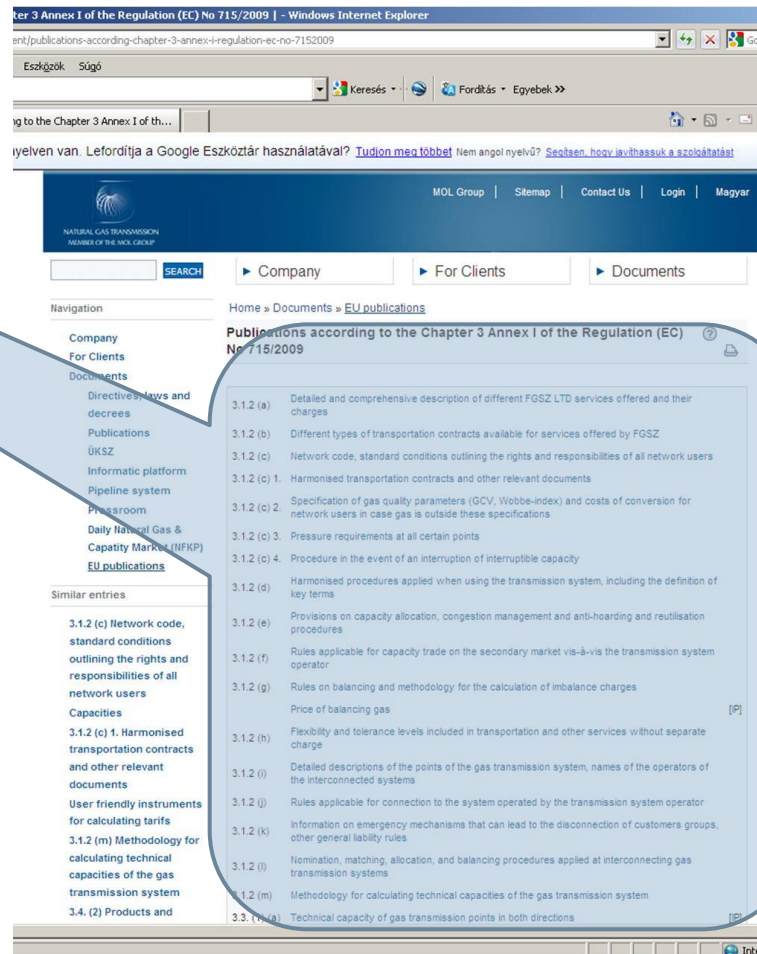 ter 3 Annex I of the Regulation (EC) No 715/2009 | - Windows Internet Explorer
ent/publications-according-chapter-3-annex-i-regulation-ec-no-7152009
Eszközök Súgó
Keresés Fordítás Egyebek >>
ng to the Chapter 3 Annex I of th...
nyelven van. Lefordítja a Google Eszköztár használatával? Tudjon meg többet Nem angol nyelvű? Segítsen, hogy javíthassuk a szolgáltatást
MOL Group | Sitemap | Contact Us | Login | Magyar
NATURAL GAS TRANSMISSION
MEMBER OF THE MOL GROUP
SEARCH
Company
For Clients
Documents
Navigation
Company
For Clients
Documents
Directives, laws and
decrees
Publications
ÜKSZ
Informatic platform
Pipeline system
Pressroom
Daily Natural Gas &
Capatity Market (NFKP)
EU publications
Similar entries
3.1.2 (c) Network code,
standard conditions
outlining the rights and
responsibilities of all
network users
Capacities
3.1.2 (c) 1. Harmonised
transportation contracts
and other relevant
documents
User friendly instruments
for calculating tarifs
3.1.2 (m) Methodology for
calculating technical
capacities of the gas
transmission system
3.4. (2) Products and
Home » Documents » EU publications
Publications according to the Chapter 3 Annex I of the Regulation (EC)
No 715/2009
3.1.2 (a) Detailed and comprehensive description of different FGSZ LTD services offered and their
charges
3.1.2 (b) Different types of transportation contracts available for services offered by FGSZ
3.1.2 (c) Network code, standard conditions outlining the rights and responsibilities of all network users
3.1.2 (c) 1. Harmonised transportation contracts and other relevant documents
3.1.2 (c) 2. Specification of gas quality parameters (GCV, Wobbe-index) and costs of conversion for
network users in case gas is outside these specifications
3.1.2 (c) 3. Pressure requirements at all certain points
3.1.2 (c) 4. Procedure in the event of an interruption of interruptible capacity
3.1.2 (d) Harmonised procedures applied when using the transmission system, including the definition of
key terms
3.1.2 (e) Provisions on capacity allocation, congestion management and anti-hoarding and reutilisation
procedures
3.1.2 (f) Rules applicable for capacity trade on the secondary market vis-à-vis the transmission system
operator
3.1.2 (g) Rules on balancing and methodology for the calculation of imbalance charges
Price of balancing gas [IP]
3.1.2 (h) Flexibility and tolerance levels included in transportation and other services without separate
charge
3.1.2 (i) Detailed descriptions of the points of the gas transmission system, names of the operators of
the interconnected systems
3.1.2 (j) Rules applicable for connection to the system operated by the transmission system operator
3.1.2 (k) Information on emergency mechanisms that can lead to the disconnection of customers groups,
other general liability rules
3.1.2 (l) Nomination, matching, allocation, and balancing procedures applied at interconnecting gas
transmission systems
3.1.2 (m) Methodology for calculating technical capacities of the gas transmission system
3.3. (1) (a) Technical capacity of gas transmission points in both directions [IP]
Inte